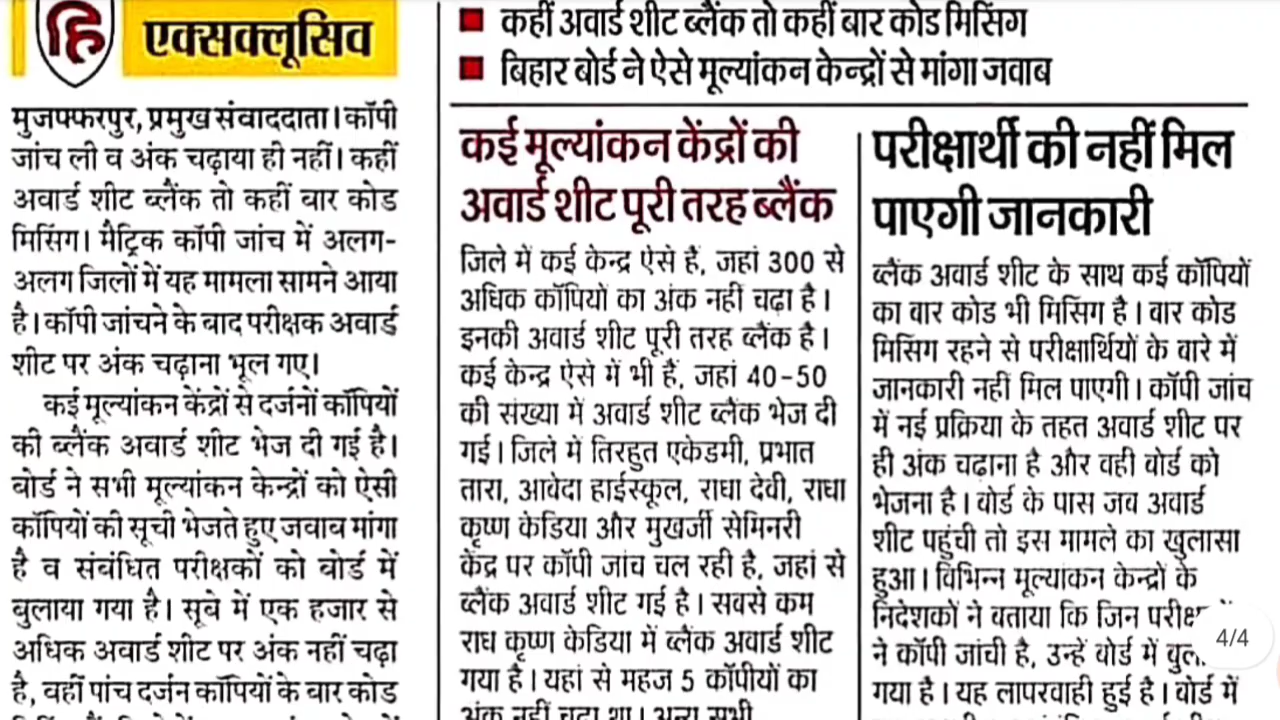 हि
एक्सक्लूसिव
मुजफ्फरपुर, प्रमुख संवाददाता। कॉपी
जांच ली व अंक चढ़ाया ही नहीं। कहीं
अवार्ड शीट ब्लैंक तो कहीं बार कोड
मिसिंग। मैट्रिक कॉपी जांच में अलग-
अलग जिलों में यह मामला सामने आया
है। कॉपी जांचने के बाद परीक्षक अवार्ड
शीट पर अंक चढ़ाना भूल गए।
कई मूल्यांकन केंद्रों से दर्जनों कॉपियों
की ब्लैंक अवार्ड शीट भेज दी गई है।
बोर्ड ने सभी मूल्यांकन केन्द्रों को ऐसी
कॉपियों की सूची भेजते हुए जवाब मांगा
है व संबंधित परीक्षकों को बोर्ड में
बुलाया गया है। सूबे में एक हजार से
अधिक अवार्ड शीट पर अंक नहीं चढ़ा
है, वहीं पांच दर्जन कॉपियों के बार कोड
■ कहीं अवार्ड शीट ब्लैंक तो कहीं बार कोड मिसिंग
■ बिहार बोर्ड ने ऐसे मूल्यांकन केन्द्रों से मांगा जवाब
कई मूल्यांकन केंद्रों की
अवार्ड शीट पूरी तरह ब्लैंक
जिले में कई केन्द्र ऐसे हैं, जहां 300 से
अधिक कॉपियों का अंक नहीं चढ़ा है।
इनकी अवार्ड शीट पूरी तरह ब्लैंक है।
कई केन्द्र ऐसे में भी हैं, जहां 40-50
की संख्या में अवार्ड शीट ब्लैंक भेज दी
गई। जिले में तिरहुत एकेडमी, प्रभात
तारा, आवेदा हाईस्कूल, राधा देवी, राधा
कृष्ण केडिया और मुखर्जी सेमिनरी
केंद्र पर कॉपी जांच चल रही है, जहां से
ब्लैंक अवार्ड शीट गई है। सबसे कम
राध कृष्ण केडिया में ब्लैंक अवार्ड शीट
गया है। यहां से महज 5 कॉपीयों का
अंक नहीं चढ़ा था। अन्य सभी
परीक्षार्थी की नहीं मिल
पाएगी जानकारी
ब्लैंक अवार्ड शीट के साथ कई कॉपियों
का बार कोड भी मिसिंग है। बार कोड
मिसिंग रहने से परीक्षार्थियों के बारे में
जानकारी नहीं मिल पाएगी। कॉपी जांच
में नई प्रक्रिया के तहत अवार्ड शीट पर
ही अंक चढ़ाना है और वही बोर्ड को
भेजना है। बोर्ड के पास जब अवार्ड
शीट पहुंची तो इस मामले का खुलासा
हुआ। विभिन्न मूल्यांकन केन्द्रों के
निदेशकों ने बताया कि जिन
ने कॉपी जांची है, उन्हें बोर्ड में
गया है। यह लापरवाही हुई है। बोर्ड में
4/4